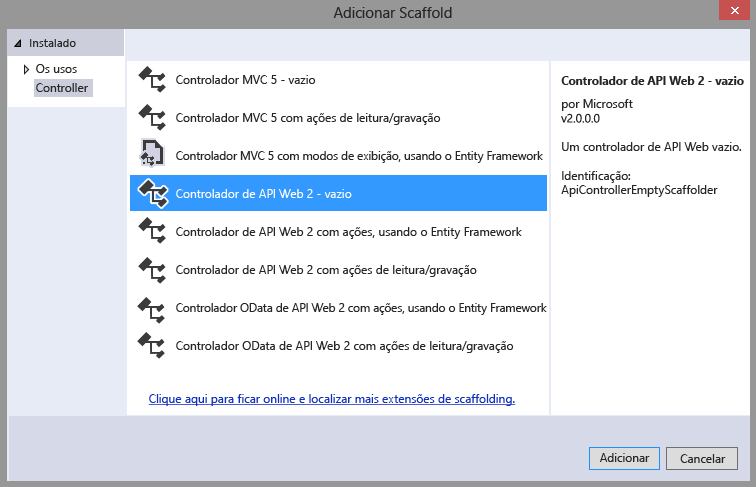 Adicionar Scaffold
Instalado
Os usos
Controller
Controlador MVC 5 - vazio
Controlador MVC 5 com ações de leitura/gravação
Controlador MVC 5 com modos de exibição, usando o Entity Framework
Controlador de API Web 2 - vazio
Controlador de API Web 2 com ações, usando o Entity Framework
Controlador de API Web 2 com ações de leitura/gravação
Controlador OData de API Web 2 com ações, usando o Entity Framework
Controlador OData de API Web 2 com ações de leitura/gravação
Clique aqui para ficar online e localizar mais extensões de scaffolding.
Controlador de API Web 2 - vazio
por Microsoft
v2.0.0.0
Um controlador de API Web vazio.
Identificação:
ApiControllerEmptyScaffolder
Adicionar
Cancelar